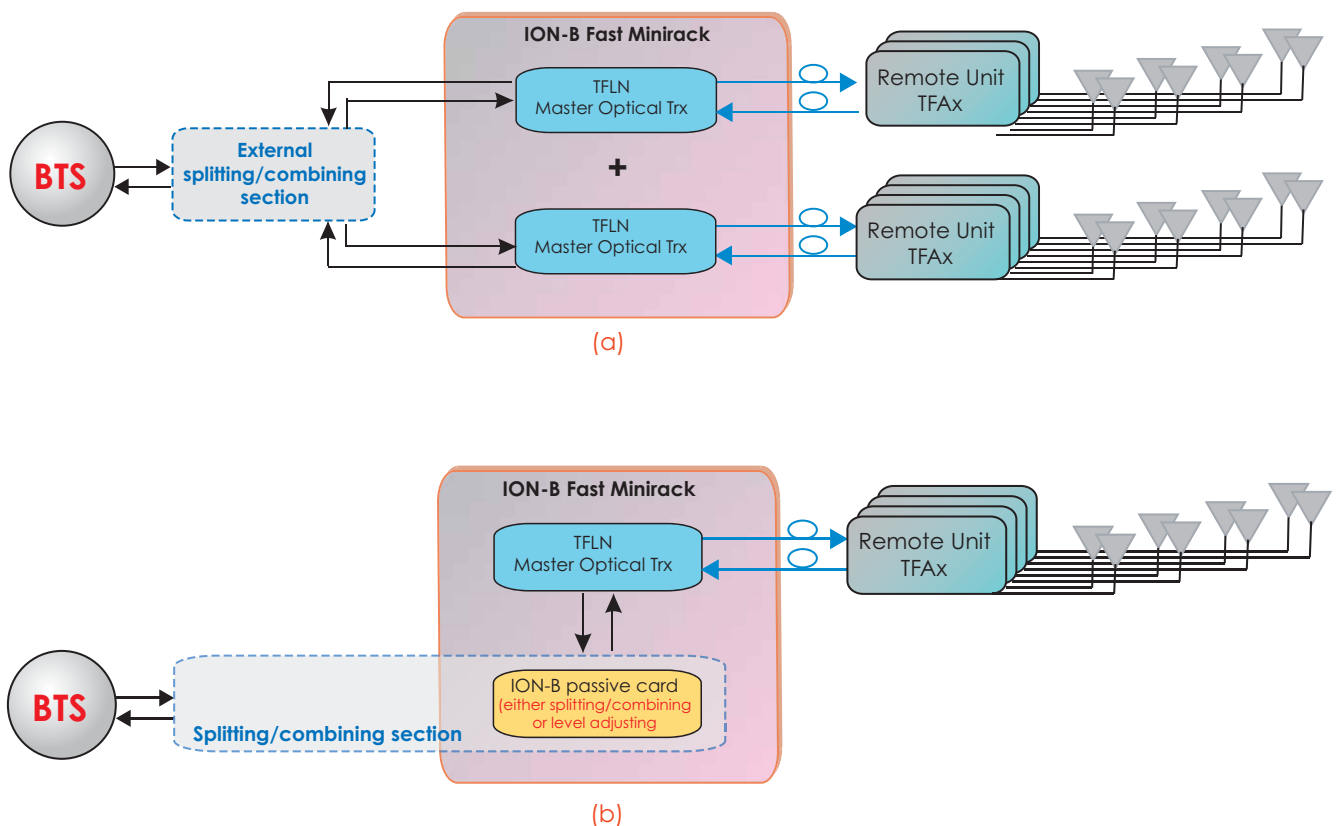 ION-B Fast Minirack
TFLN
Master Optical Trx
Remote Unit
TFAx
BTS
External
splitting/combining
section
+
TFLN
Master Optical Trx
Remote Unit
TFAx
(a)
ION-B Fast Minirack
TFLN
Master Optical Trx
Remote Unit
TFAx
BTS
ION-B passive card
(either splitting/combining
or level adjusting
Splitting/combining section
(b)